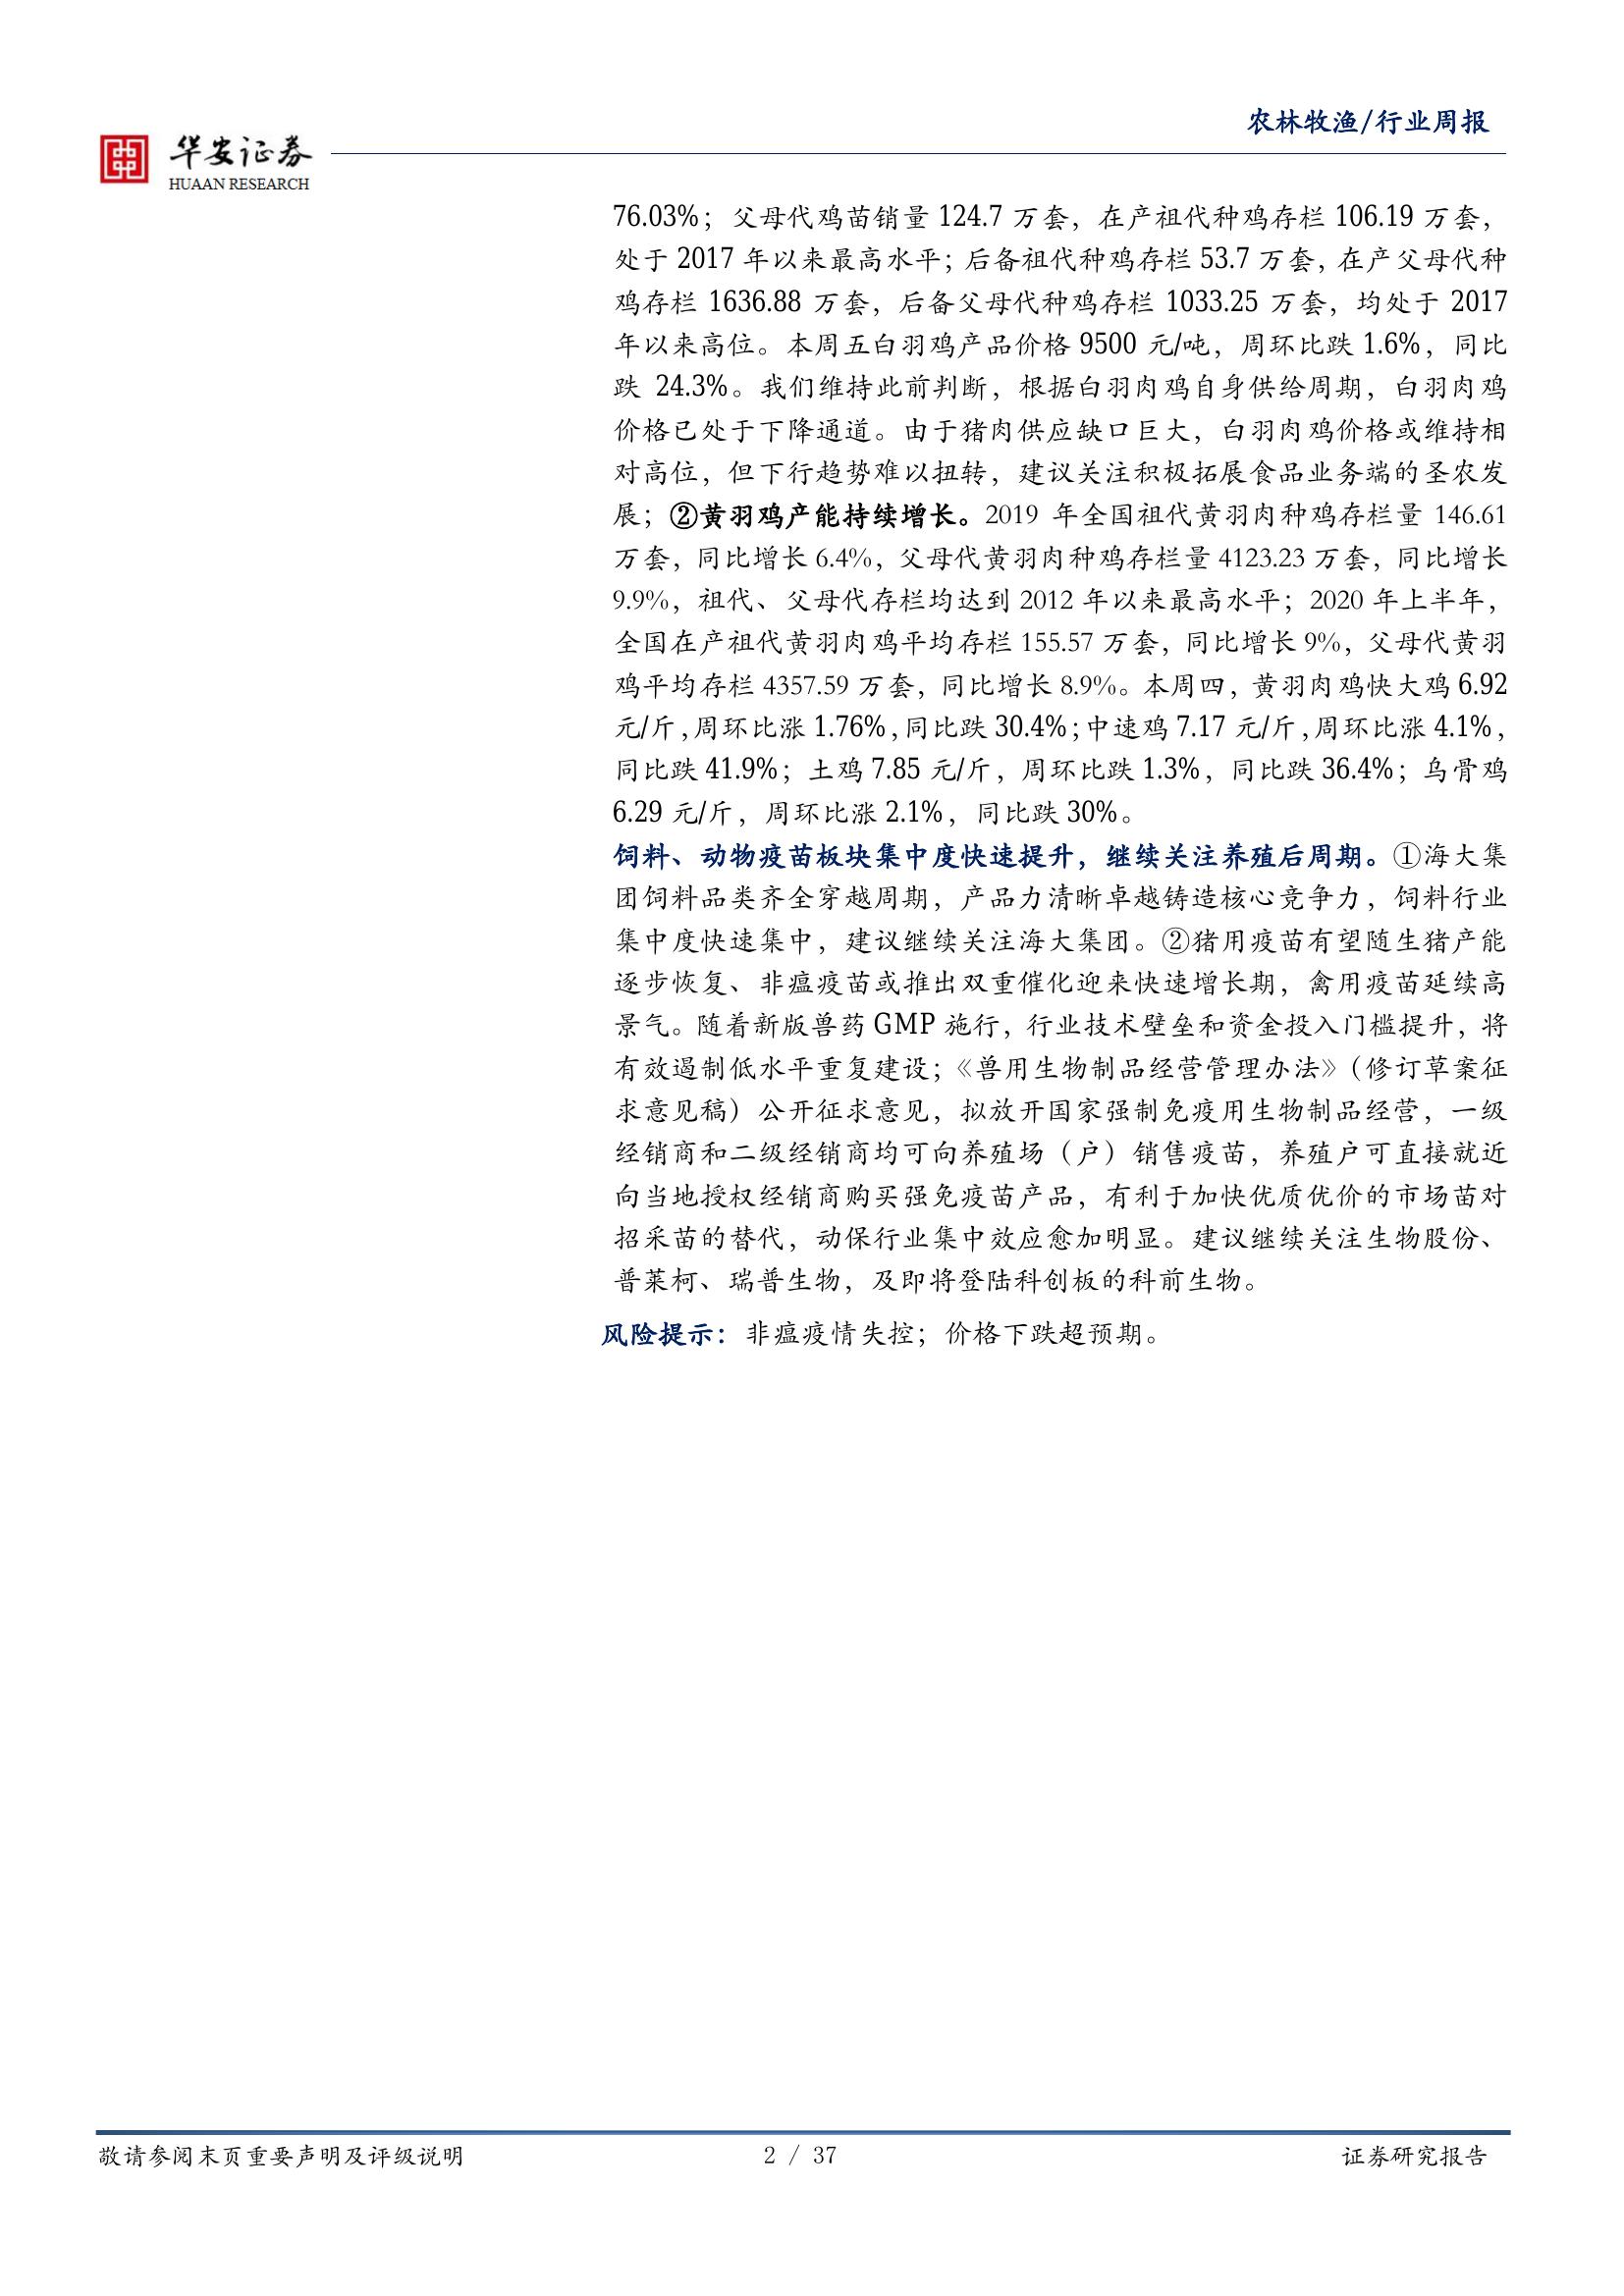 农林牧渔/行业周报
华安证券
HUAAN RESEARCH
76.03%；父母代鸡苗销量 124.7 万套，在产祖代种鸡存栏 106.19 万套，
处于 2017 年以来最高水平；后备祖代种鸡存栏 53.7 万套，在产父母代种
鸡存栏 1636.88 万套，后备父母代种鸡存栏 1033.25 万套，均处于 2017
年以来高位。本周五白羽鸡产品价格 9500 元/吨，周环比跌 1.6%，同比
跌 24.3%。我们维持此前判断，根据白羽肉鸡自身供给周期，白羽肉鸡
价格已处于下降通道。由于猪肉供应缺口巨大，白羽肉鸡价格或维持相
对高位，但下行趋势难以扭转，建议关注积极拓展食品业务端的圣农发
展；②黄羽鸡产能持续增长。2019 年全国祖代黄羽肉种鸡存栏量 146.61
万套，同比增长 6.4%，父母代黄羽肉种鸡存栏量 4123.23 万套，同比增长
9.9%，祖代、父母代存栏均达到 2012 年以来最高水平；2020 年上半年，
全国在产祖代黄羽肉鸡平均存栏 155.57 万套，同比增长 9%，父母代黄羽
鸡平均存栏 4357.59 万套，同比增长 8.9%。本周四，黄羽肉鸡快大鸡 6.92
元/斤，周环比涨 1.76%，同比跌 30.4%；中速鸡 7.17 元/斤，周环比涨 4.1%，
同比跌 41.9%；土鸡 7.85 元/斤，周环比跌 1.3%，同比跌 36.4%；乌骨鸡
6.29 元/斤，周环比涨 2.1%，同比跌 30%。
饲料、动物疫苗板块集中度快速提升，继续关注养殖后周期。①海大集
团饲料品类齐全穿越周期，产品力清晰卓越铸造核心竞争力，饲料行业
集中度快速集中，建议继续关注海大集团。②猪用疫苗有望随生猪产能
逐步恢复、非瘟疫苗或推出双重催化迎来快速增长期，禽用疫苗延续高
景气。随着新版兽药 GMP 施行，行业技术壁垒和资金投入门槛提升，将
有效遏制低水平重复建设；《兽用生物制品经营管理办法》（修订草案征
求意见稿）公开征求意见，拟放开国家强制免疫用生物制品经营，一级
经销商和二级经销商均可向养殖场（户）销售疫苗，养殖户可直接就近
向当地授权经销商购买强免疫苗产品，有利于加快优质优价的市场苗对
招采苗的替代，动保行业集中效应愈加明显。建议继续关注生物股份、
普莱柯、瑞普生物，及即将登陆科创板的科前生物。
风险提示：非瘟疫情失控；价格下跌超预期。
敬请参阅末页重要声明及评级说明
2 / 37
证券研究报告